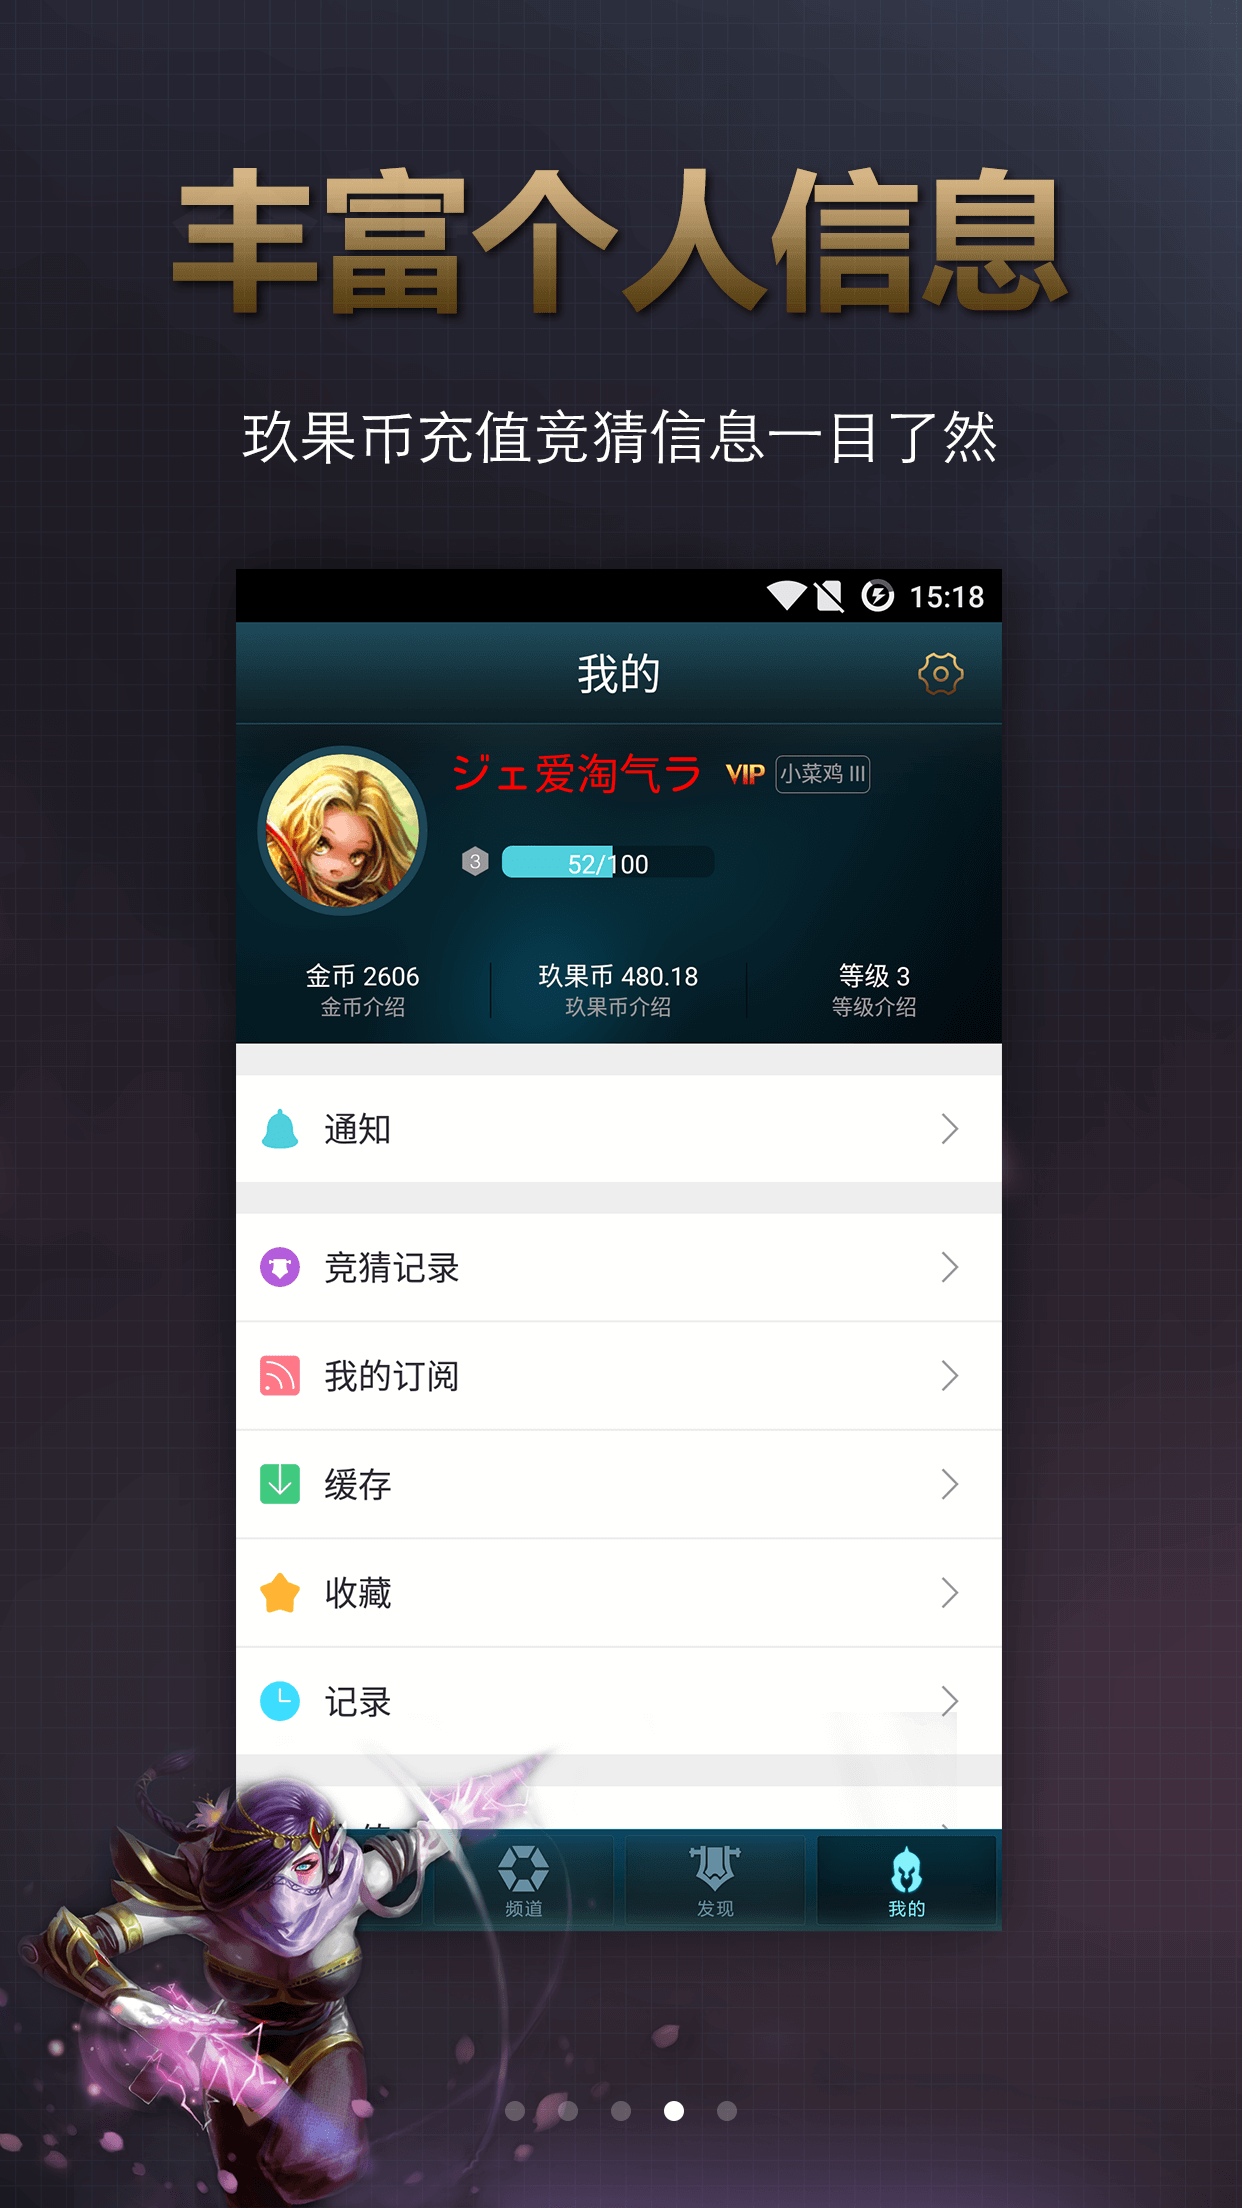 丰富个人信息
玖果币充值竞猜信息一目了然
15:18
我的
ジェ爱淘气ラ VIP 小菜鸡 III
3 52/100
金币 2606 玖果币 480.18 等级 3
金币介绍 玖果币介绍 等级介绍
通知
竞猜记录
我的订阅
缓存
收藏
记录
频道 发现 我的